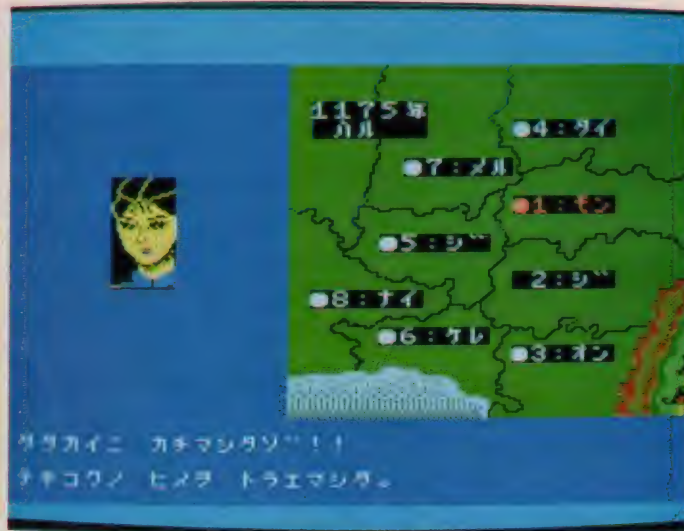 1175年
ハル
4:タイ
7:メル
1:モン
5:ジ
2:ジ
8:ナイ
6:ケレ
3:オン
タタカイニ カチマシタゾ!!
テキコクノ ヒメヲ トラエマシタ。